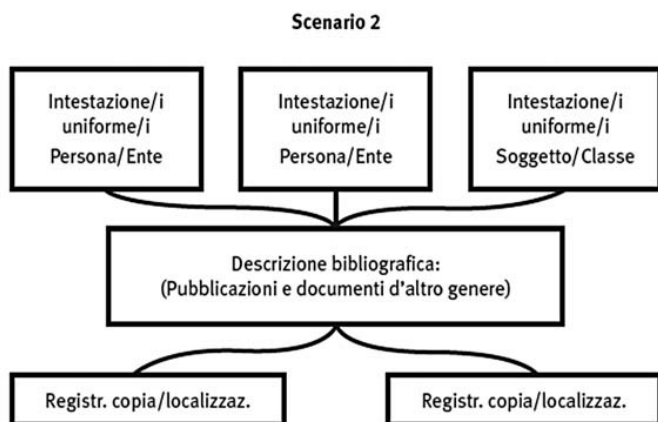 Scenario 2
Intestazione/i
uniforme/i
Persona/Ente
Intestazione/i
uniforme/i
Persona/Ente
Intestazione/i
uniforme/i
Soggetto/Classe
Descrizione bibliografica:
(Pubblicazioni e documenti d'altro genere)
Registr. copia/localizzaz.
Registr. copia/localizzaz.